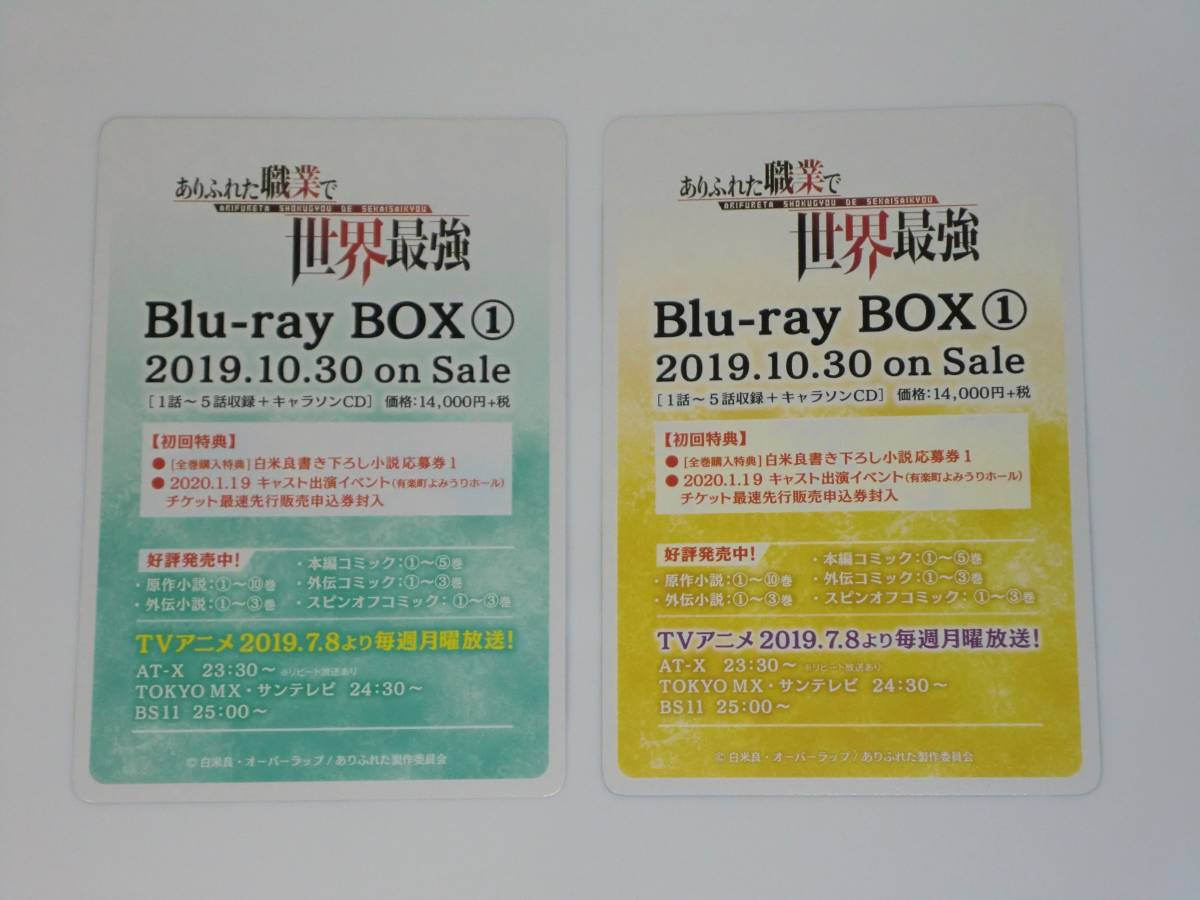 ありふれた職業で
ARIFURETA SHOKUGYOU DE SEKAISAIKYOU
世界最強
Blu-ray BOX①
2019.10.30 on Sale
[1話～5話収録＋キャラソンCD] 価格：14,000円+税
【初回特典】
● [全巻購入特典] 白米良書き下ろし小説応募券1
● 2020.1.19 キャスト出演イベント(有楽町よみうりホール)
チケット最速先行販売申込券封入
好評発売中!
・本編コミック：①～⑤巻
・原作小説：①～⑩巻 ・外伝コミック：①～③巻
・外伝小説：①～③巻 ・スピンオフコミック：①～③巻
TVアニメ2019.7.8より毎週月曜放送!
AT-X 23:30～ ※リピート放送あり
TOKYO MX・サンテレビ 24:30～
BS11 25:00～
© 白米良・オーバーラップ/ありふれた製作委員会
ありふれた職業で
ARIFURETA SHOKUGYOU DE SEKAISAIKYOU
世界最強
Blu-ray BOX①
2019.10.30 on Sale
[1話～5話収録＋キャラソンCD] 価格：14,000円+税
【初回特典】
● [全巻購入特典] 白米良書き下ろし小説応募券1
● 2020.1.19 キャスト出演イベント(有楽町よみうりホール)
チケット最速先行販売申込券封入
好評発売中!
・本編コミック：①～⑤巻
・原作小説：①～⑩巻 ・外伝コミック：①～③巻
・外伝小説：①～③巻 ・スピンオフコミック：①～③巻
TVアニメ2019.7.8より毎週月曜放送!
AT-X 23:30～ ※リピート放送あり
TOKYO MX・サンテレビ 24:30～
BS11 25:00～
© 白米良・オーバーラップ/ありふれた製作委員会